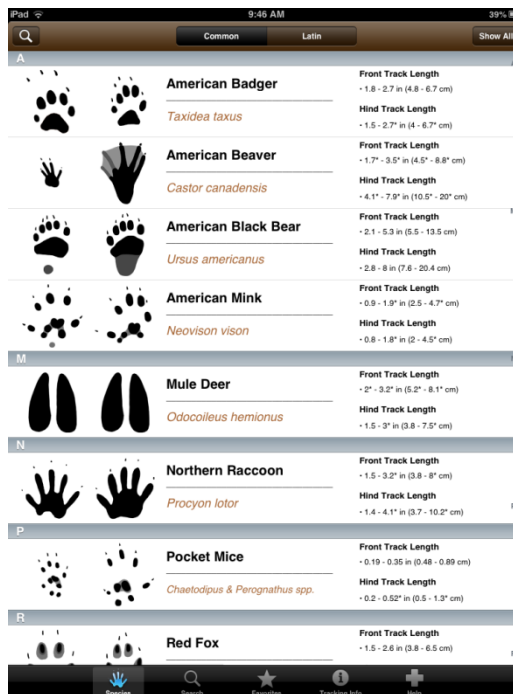 iPad 9:46 AM 39%
Common Latin Show All
A
American Badger
Taxidea taxus
Front Track Length
• 1.8 - 2.7 in (4.8 - 6.7 cm)
Hind Track Length
• 1.5 - 2.7* in (4 - 6.7* cm)
American Beaver
Castor canadensis
Front Track Length
• 1.7* - 3.5* in (4.5* - 8.8* cm)
Hind Track Length
• 4.1* - 7.9* in (10.5* - 20* cm)
American Black Bear
Ursus americanus
Front Track Length
• 2.1 - 5.3 in (5.5 - 13.5 cm)
Hind Track Length
• 2.8 - 8 in (7.6 - 20.4 cm)
American Mink
Neovison vison
Front Track Length
• 0.9 - 1.9* in (2.5 - 4.7* cm)
Hind Track Length
• 0.8 - 1.8* in (2 - 4.5* cm)
M
Mule Deer
Odocoileus hemionus
Front Track Length
• 2* - 3.2* in (5.2* - 8.1* cm)
Hind Track Length
• 1.5 - 3* in (3.8 - 7.5* cm)
N
Northern Raccoon
Procyon lotor
Front Track Length
• 1.5 - 3.2* in (3.8 - 8* cm)
Hind Track Length
• 1.4 - 4.1* in (3.7 - 10.2* cm)
P
Pocket Mice
Chaetodipus & Perognathus spp.
Front Track Length
• 0.19 - 0.35 in (0.48 - 0.89 cm)
Hind Track Length
• 0.2 - 0.52* in (0.5 - 1.3* cm)
R
Red Fox
Front Track Length
• 1.5 - 2.6 in (3.8 - 6.5 cm)
Hind Track Length
Species Search Favorites Tracking Info Help